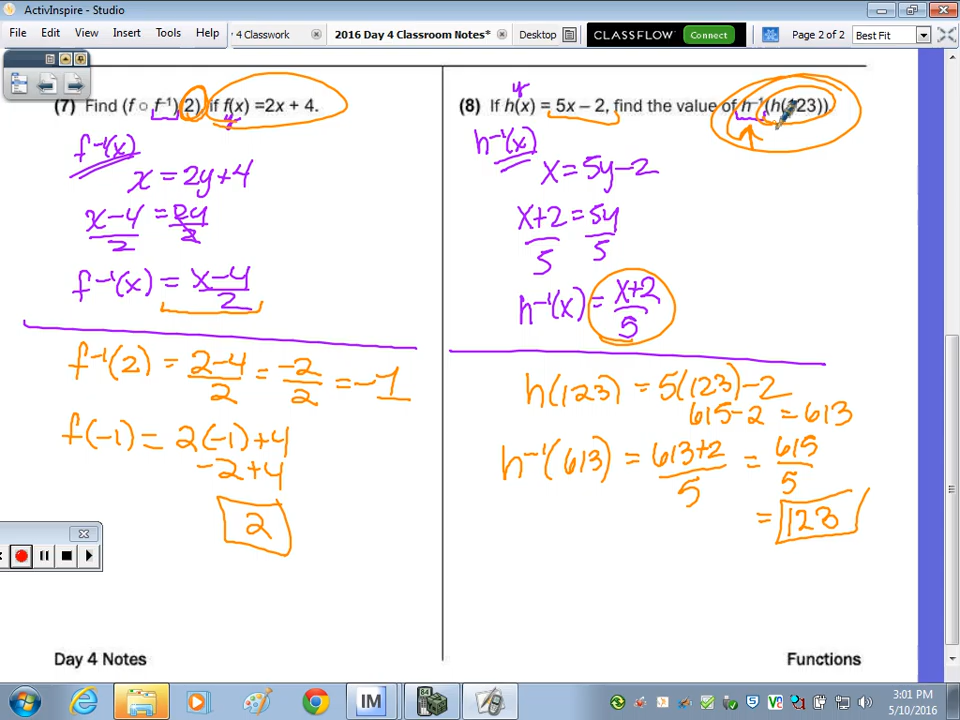 ActivInspire - Studio
File Edit View Insert Tools Help
4 Classwork
2016 Day 4 Classroom Notes*
Desktop
CLASSFLOW Connect
Page 2 of 2
Best Fit
(7) Find (f ∘ f⁻¹)(2) if f(x) =2x + 4.
y
f⁻¹(x)
x = 2y+4
x-4 = 2y
2 2
f⁻¹(x) = x-4
2
f⁻¹(2) = 2-4 = -2 = -1
2 2
f(-1) = 2(-1)+4
-2+4
2
(8) If h(x) = 5x – 2, find the value of h⁻¹(h(123)).
y
h⁻¹(x)
x = 5y-2
x+2 = 5y
5 5
h⁻¹(x) = x+2
5
h(123) = 5(123)-2
615-2 = 613
h⁻¹(613) = 613+2 = 615
5 5
= 123
Day 4 Notes
Functions
IM
84
3:01 PM
5/10/2016